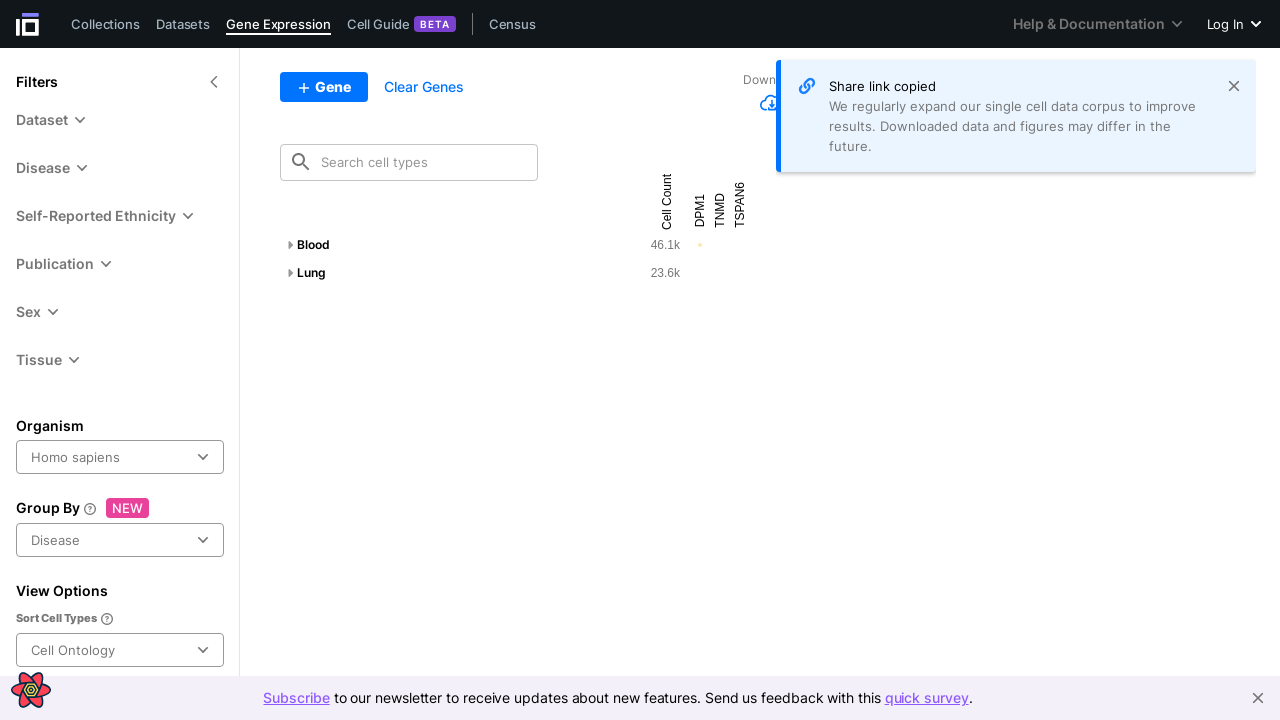 Collections Datasets Gene Expression Cell Guide BETA Census Help & Documentation Log In
Filters
Dataset
Disease
Self-Reported Ethnicity
Publication
Sex
Tissue
Organism
Homo sapiens
Group By NEW
Disease
View Options
Sort Cell Types
Cell Ontology
+ Gene Clear Genes
Down
Share link copied
We regularly expand our single cell data corpus to improve
results. Downloaded data and figures may differ in the
future.
Search cell types
Cell Count
DPM1
TNMD
TSPAN6
Blood 46.1k
Lung 23.6k
Subscribe to our newsletter to receive updates about new features. Send us feedback with this quick survey.